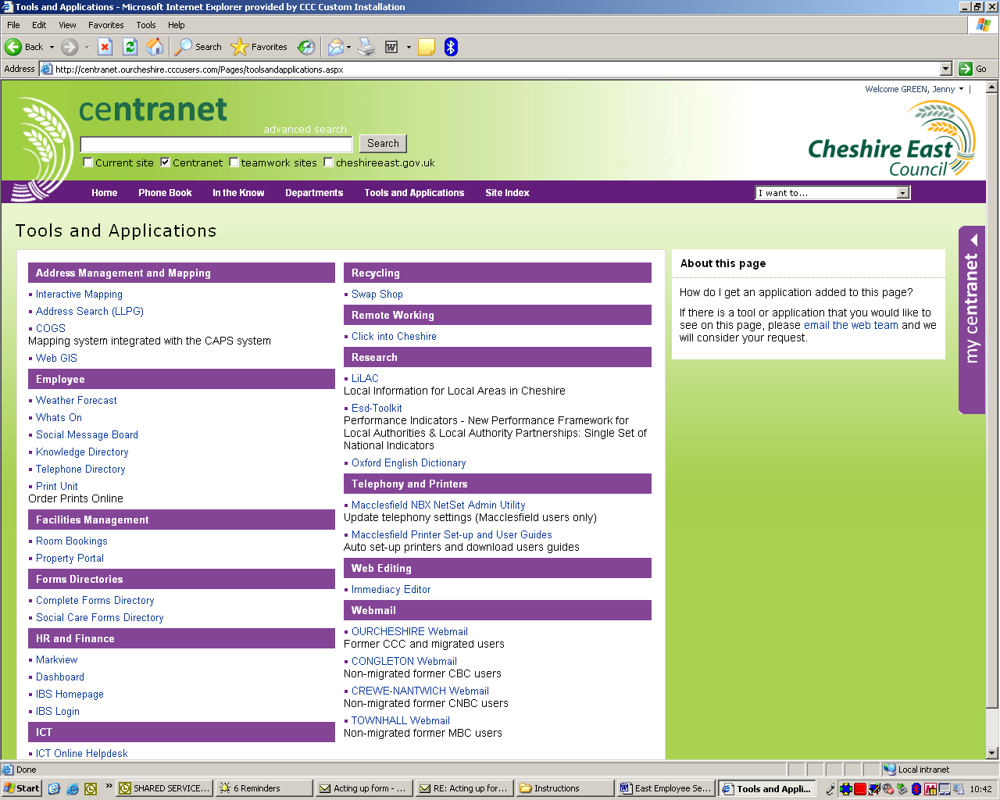 Tools and Applications - Microsoft Internet Explorer provided by CCC Custom Installation
File Edit View Favorites Tools Help
Back Search Favorites
Address http://centranet.ourcheshire.cccusers.com/Pages/toolsandapplications.aspx Go
Welcome GREEN, Jenny
centranet
advanced search
Search
Current site Centranet teamwork sites cheshireeast.gov.uk
Cheshire East
Council
Home Phone Book In the Know Departments Tools and Applications Site Index I want to...
Tools and Applications
Address Management and Mapping
Interactive Mapping
Address Search (LLPG)
COGS
Mapping system integrated with the CAPS system
Web GIS
Employee
Weather Forecast
Whats On
Social Message Board
Knowledge Directory
Telephone Directory
Print Unit
Order Prints Online
Facilities Management
Room Bookings
Property Portal
Forms Directories
Complete Forms Directory
Social Care Forms Directory
HR and Finance
Markview
Dashboard
IBS Homepage
IBS Login
ICT
ICT Online Helpdesk
Recycling
Swap Shop
Remote Working
Click into Cheshire
Research
LiLAC
Local Information for Local Areas in Cheshire
Esd-Toolkit
Performance Indicators - New Performance Framework for
Local Authorities & Local Authority Partnerships: Single Set of
National Indicators
Oxford English Dictionary
Telephony and Printers
Macclesfield NBX NetSet Admin Utility
Update telephony settings (Macclesfield users only)
Macclesfield Printer Set-up and User Guides
Auto set-up printers and download users guides
Web Editing
Immediacy Editor
Webmail
OURCHESHIRE Webmail
Former CCC and migrated users
CONGLETON Webmail
Non-migrated former CBC users
CREWE-NANTWICH Webmail
Non-migrated former CNBC users
TOWNHALL Webmail
Non-migrated former MBC users
About this page
How do I get an application added to this page?
If there is a tool or application that you would like to
see on this page, please email the web team and we
will consider your request.
my centranet
Done Local intranet
Start SHARED SERVICE... 6 Reminders Acting up form - ... RE: Acting up for... Instructions East Employee Se... Tools and Appli... 10:42